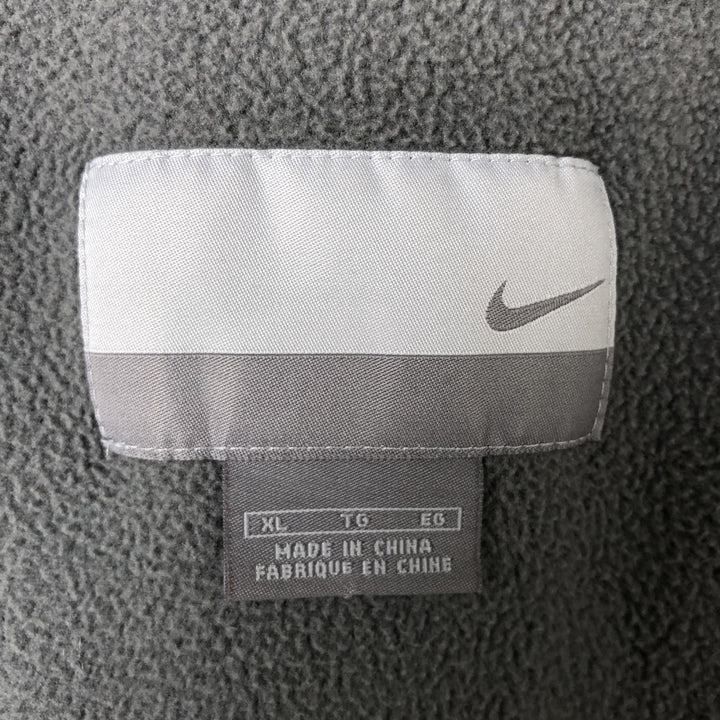 XL TG EG
MADE IN CHINA
FABRIQUE EN CHINE